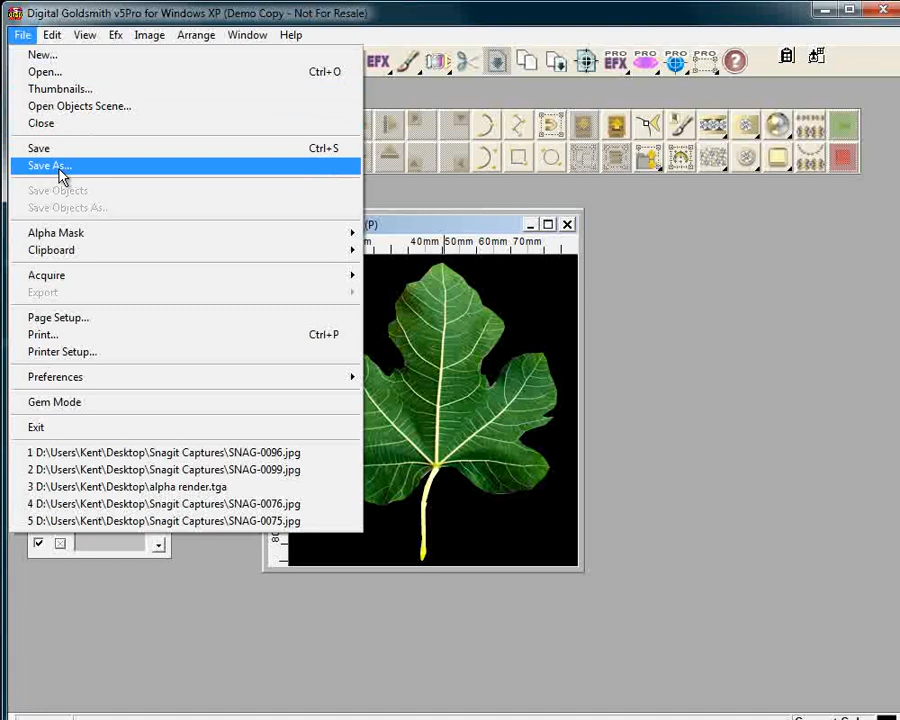 Digital Goldsmith v5Pro for Windows XP (Demo Copy - Not For Resale)
File Edit View Efx Image Arrange Window Help
New...
Open... Ctrl+O
Thumbnails...
Open Objects Scene...
Close
Save Ctrl+S
Save As...
Save Objects
Save Objects As..
Alpha Mask
Clipboard
Acquire
Export
Page Setup...
Print... Ctrl+P
Printer Setup...
Preferences
Gem Mode
Exit
1 D:\Users\Kent\Desktop\Snagit Captures\SNAG-0096.jpg
2 D:\Users\Kent\Desktop\Snagit Captures\SNAG-0099.jpg
3 D:\Users\Kent\Desktop\alpha render.tga
4 D:\Users\Kent\Desktop\Snagit Captures\SNAG-0076.jpg
5 D:\Users\Kent\Desktop\Snagit Captures\SNAG-0075.jpg
EFX PRO EFX PRO PRO PRO ?
(P)
40mm 50mm 60mm 70mm